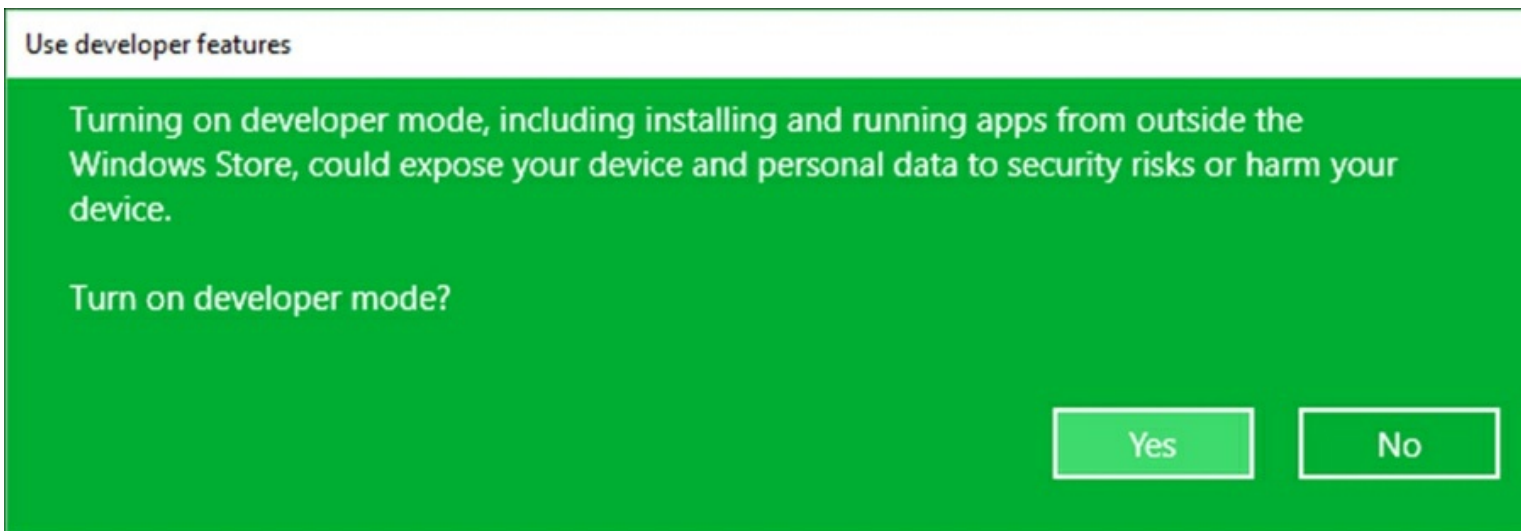 Use developer features
Turning on developer mode, including installing and running apps from outside the
Windows Store, could expose your device and personal data to security risks or harm your
device.
Turn on developer mode?
Yes
No